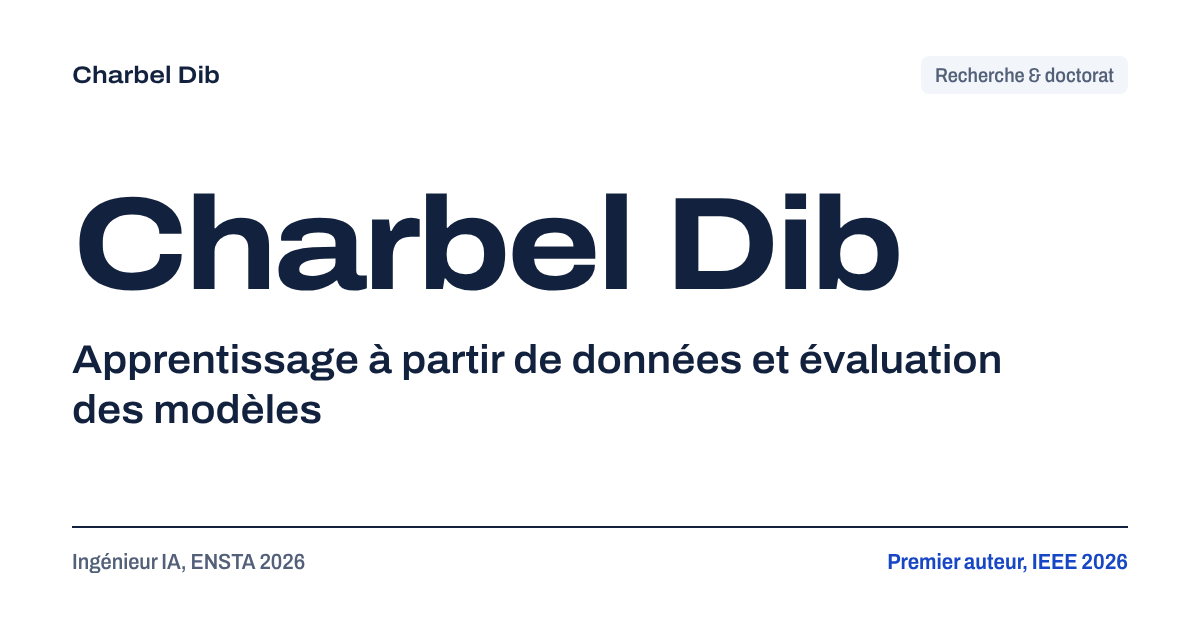 Charbel Dib
Recherche & doctorat
Charbel Dib
Apprentissage à partir de données et évaluation
des modèles
Ingénieur IA, ENSTA 2026
Premier auteur, IEEE 2026